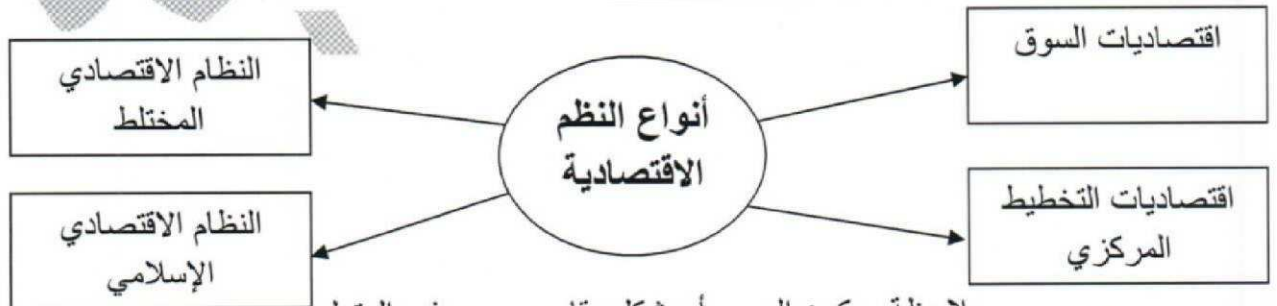 أنواع النظم
الاقتصادية
اقتصاديات السوق
اقتصاديات التخطيط
المركزي
النظام الاقتصادي
المختلط
النظام الاقتصادي
الإسلامي